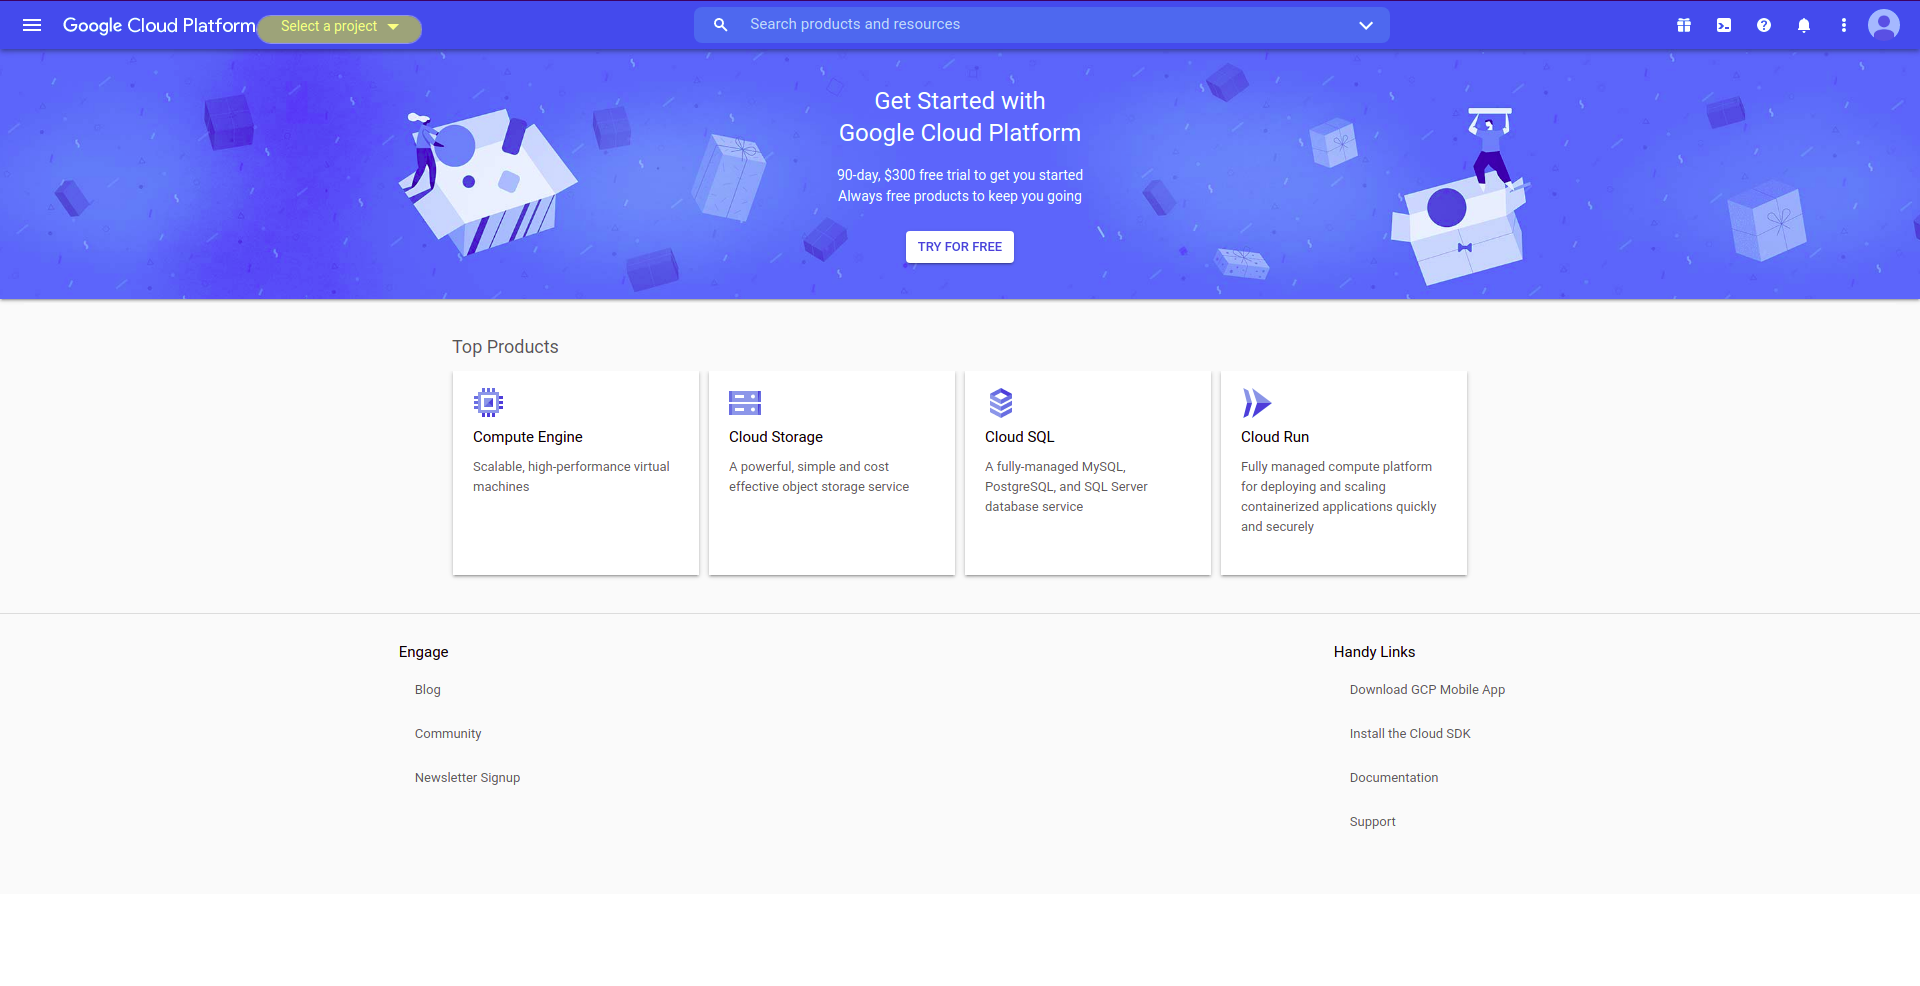 Google Cloud Platform
Select a project
Search products and resources
Get Started with
Google Cloud Platform
90-day, $300 free trial to get you started
Always free products to keep you going
TRY FOR FREE
Top Products
Compute Engine
Scalable, high-performance virtual
machines
Cloud Storage
A powerful, simple and cost
effective object storage service
Cloud SQL
A fully-managed MySQL,
PostgreSQL, and SQL Server
database service
Cloud Run
Fully managed compute platform
for deploying and scaling
containerized applications quickly
and securely
Engage
Blog
Community
Newsletter Signup
Handy Links
Download GCP Mobile App
Install the Cloud SDK
Documentation
Support